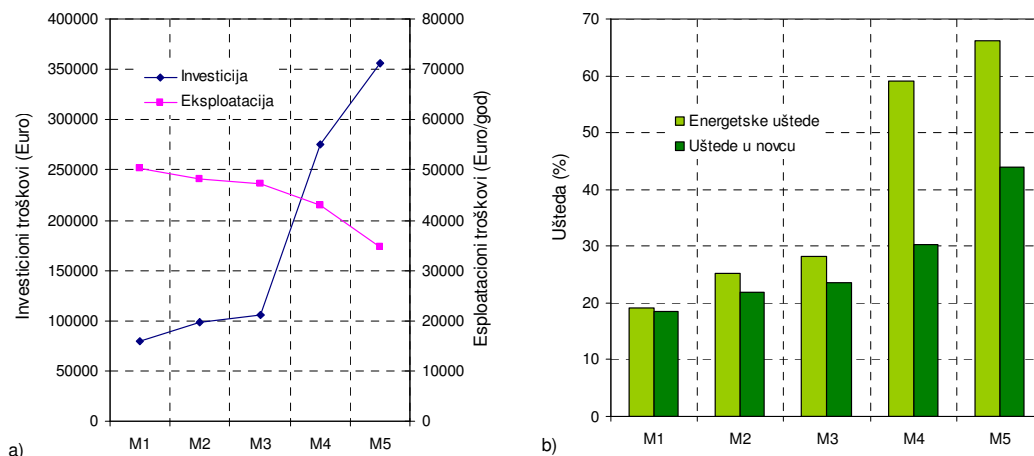 Investicioni troškovi (Euro)
400000
350000
300000
250000
200000
150000
100000
50000
0
Investicija
Eksploatacija
80000
70000
60000
50000
40000
30000
20000
10000
0
Esploatacioni troškovi (Euro/god)
M1 M2 M3 M4 M5
a)
Ušteda (%)
70
60
50
40
30
20
10
0
Energetske uštede
Uštede u novcu
M1 M2 M3 M4 M5
b)